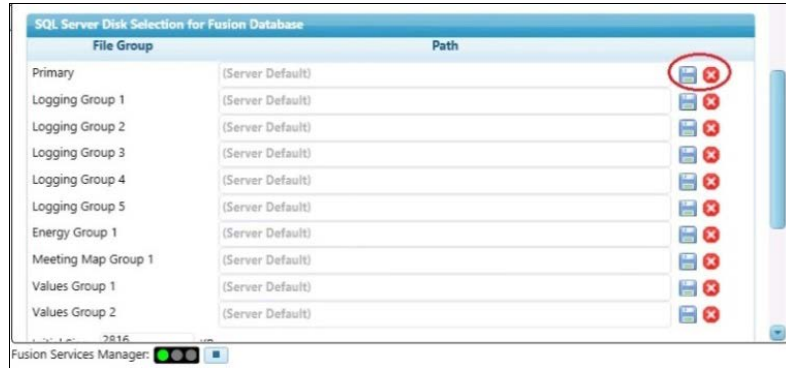 SQL Server Disk Selection for Fusion Database
File Group Path
Primary (Server Default)
Logging Group 1 (Server Default)
Logging Group 2 (Server Default)
Logging Group 3 (Server Default)
Logging Group 4 (Server Default)
Logging Group 5 (Server Default)
Energy Group 1 (Server Default)
Meeting Map Group 1 (Server Default)
Values Group 1 (Server Default)
Values Group 2 (Server Default)
2816
Fusion Services Manager: